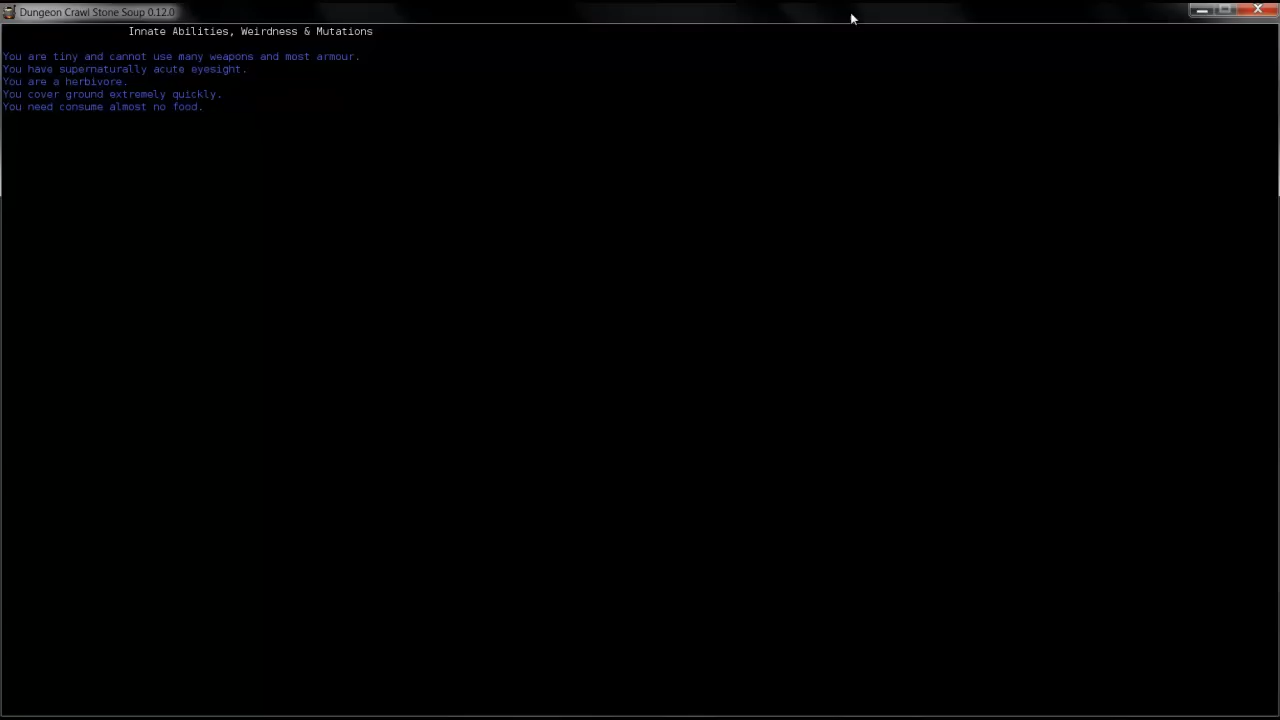 Dungeon Crawl Stone Soup 0.12.0
Innate Abilities, Weirdness & Mutations
You are tiny and cannot use many weapons and most armour.
You have supernaturally acute eyesight.
You are a herbivore.
You cover ground extremely quickly.
You need consume almost no food.